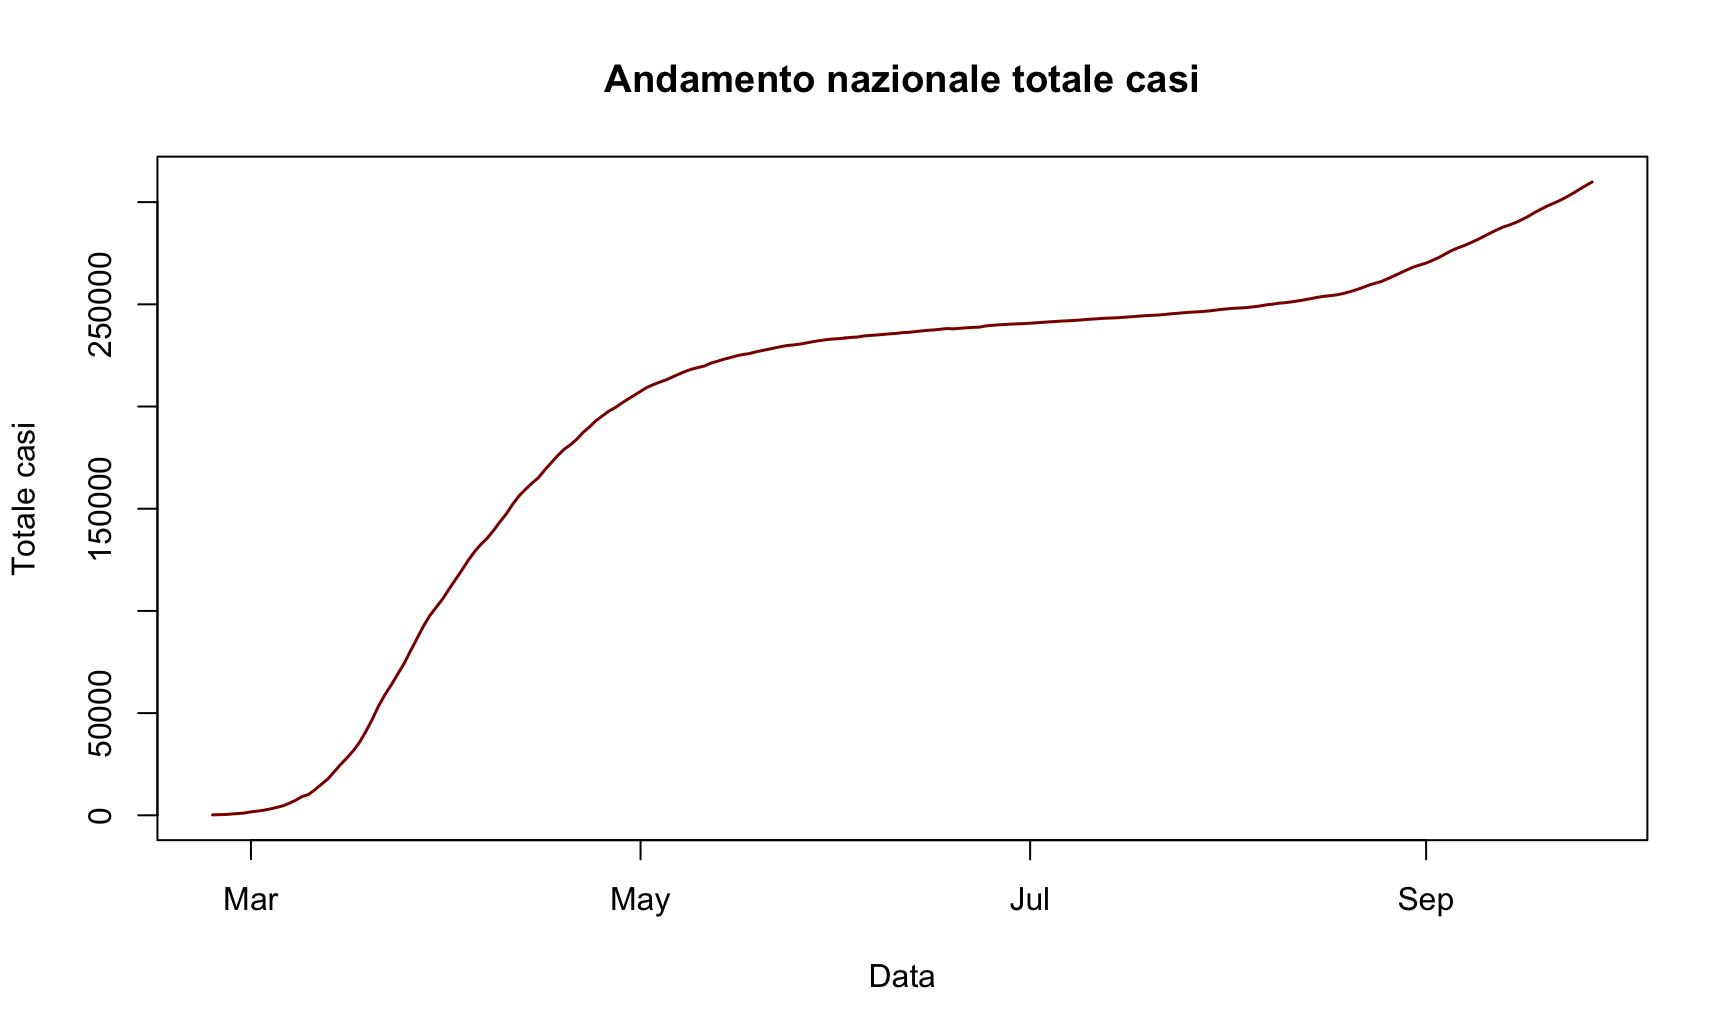 Andamento nazionale totale casi
Totale casi
250000
150000
50000
0
Mar May Jul Sep
Data